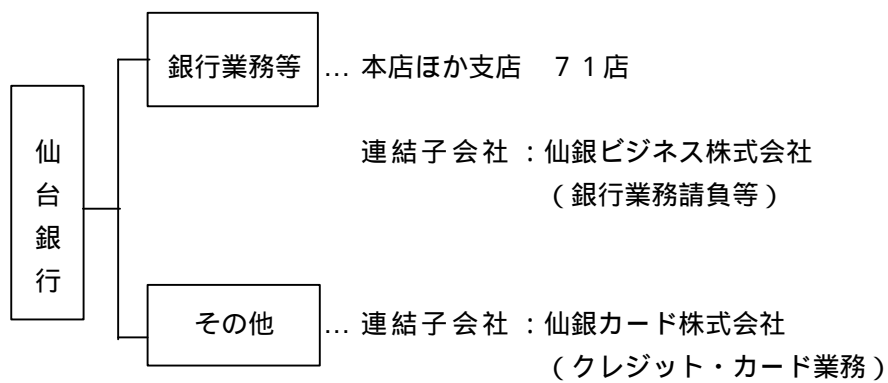 仙台銀行
銀行業務等 … 本店ほか支店 71店
連結子会社：仙銀ビジネス株式会社
（銀行業務請負等）
その他 … 連結子会社：仙銀カード株式会社
（クレジット・カード業務）